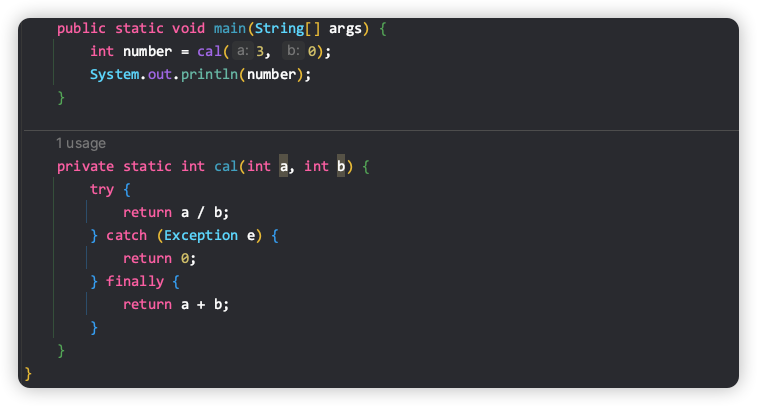 public static void main(String[] args) {
int number = cal( a: 3, b: 0);
System.out.println(number);
}
1 usage
private static int cal(int a, int b) {
try {
return a / b;
} catch (Exception e) {
return 0;
} finally {
return a + b;
}
}
}